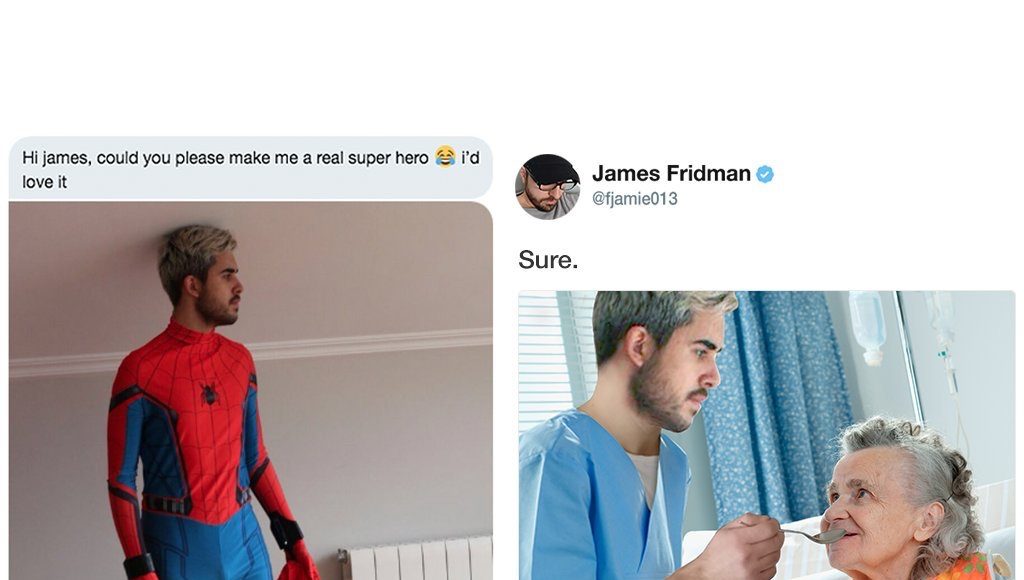 Hi james, could you please make me a real super hero 😂 i'd
love it
James Fridman
@fjamie013
Sure.